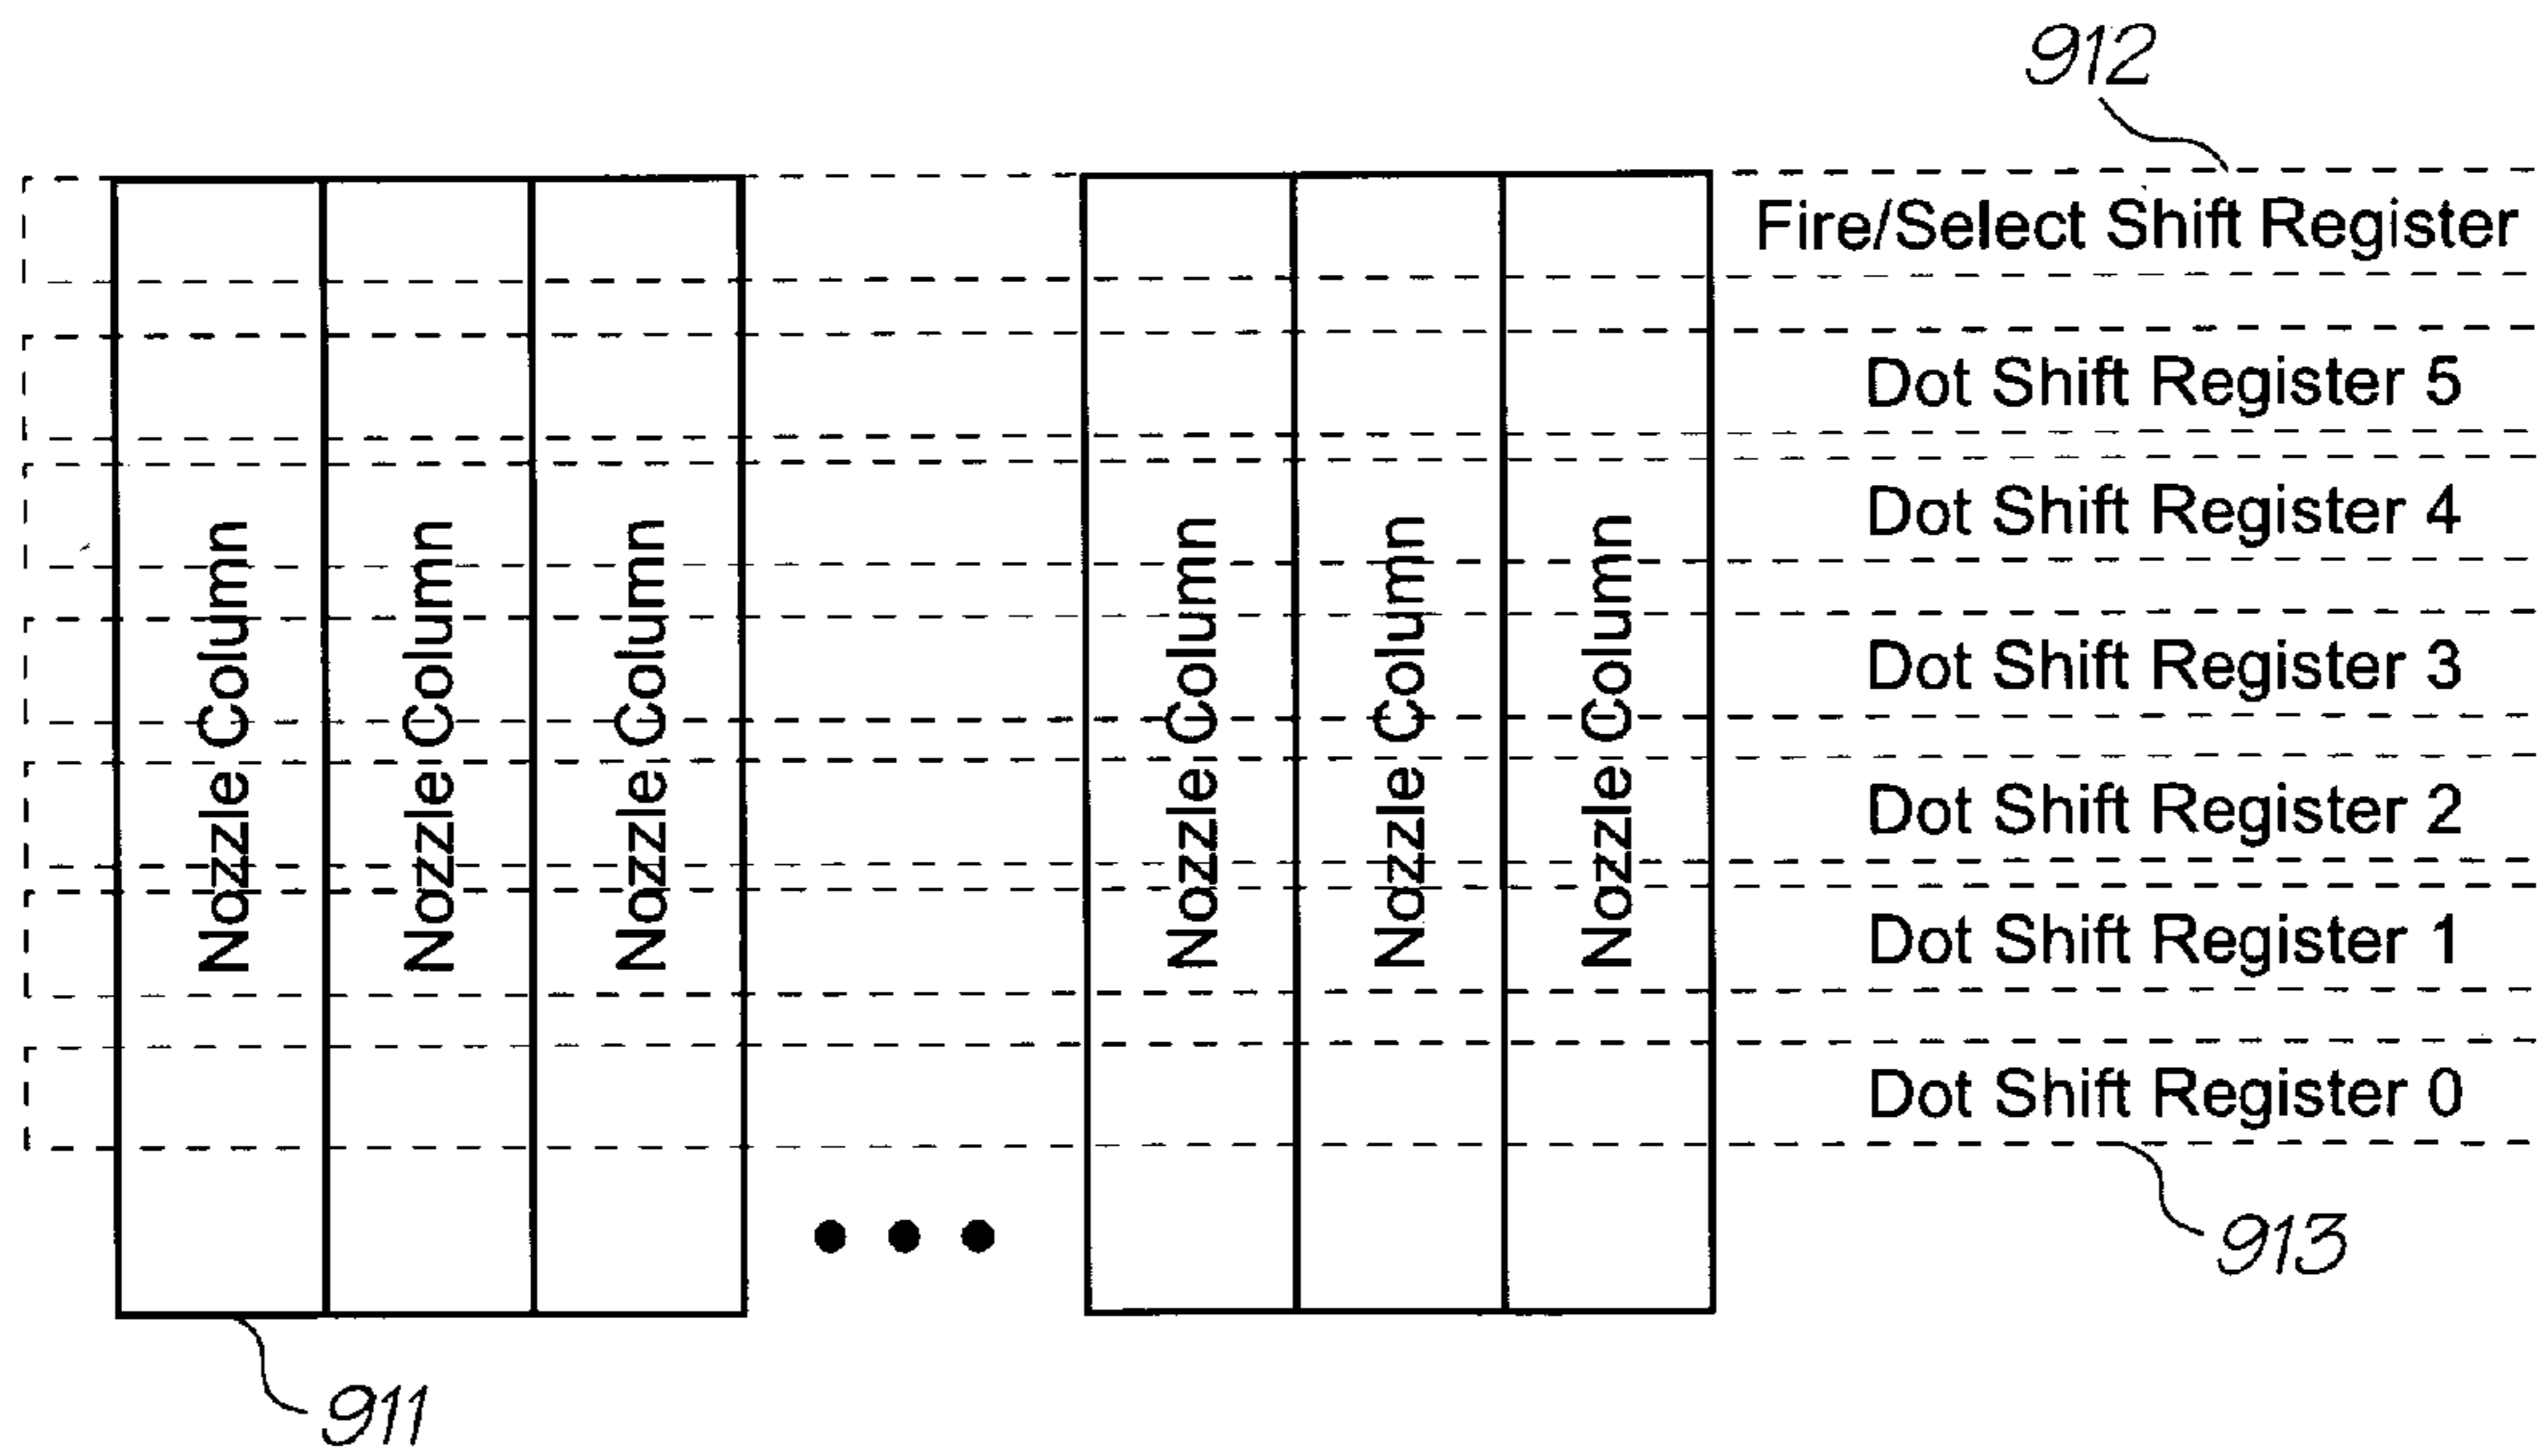 912
Fire/Select Shift Register
Dot Shift Register 5
Dot Shift Register 4
Dot Shift Register 3
Dot Shift Register 2
Dot Shift Register 1
Dot Shift Register 0
Nozzle Column
Nozzle Column
Nozzle Column
Nozzle Column
Nozzle Column
Nozzle Column
913
911